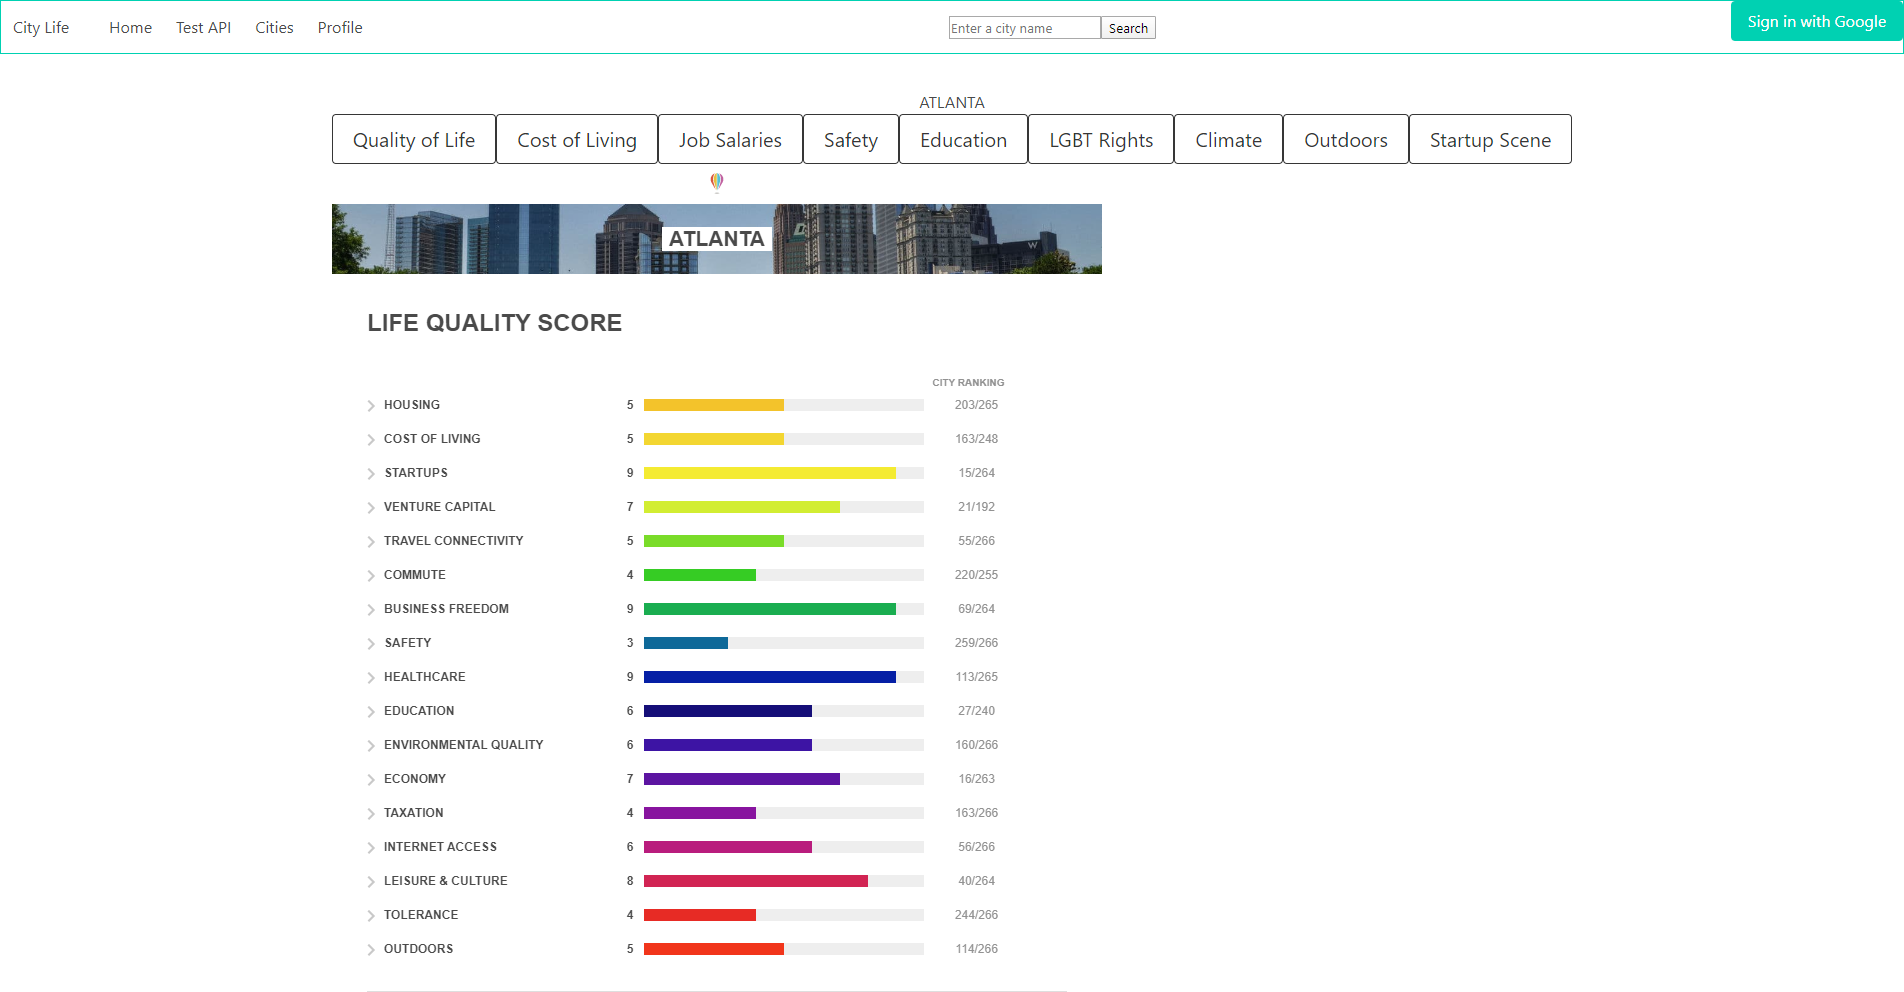 City Life Home Test API Cities Profile Enter a city name Search Sign in with Google
ATLANTA
Quality of Life Cost of Living Job Salaries Safety Education LGBT Rights Climate Outdoors Startup Scene
ATLANTA
W
LIFE QUALITY SCORE
CITY RANKING
HOUSING 5 203/265
COST OF LIVING 5 163/248
STARTUPS 9 15/264
VENTURE CAPITAL 7 21/192
TRAVEL CONNECTIVITY 5 55/266
COMMUTE 4 220/255
BUSINESS FREEDOM 9 69/264
SAFETY 3 259/266
HEALTHCARE 9 113/265
EDUCATION 6 27/240
ENVIRONMENTAL QUALITY 6 160/266
ECONOMY 7 16/263
TAXATION 4 163/266
INTERNET ACCESS 6 56/266
LEISURE & CULTURE 8 40/264
TOLERANCE 4 244/266
OUTDOORS 5 114/266